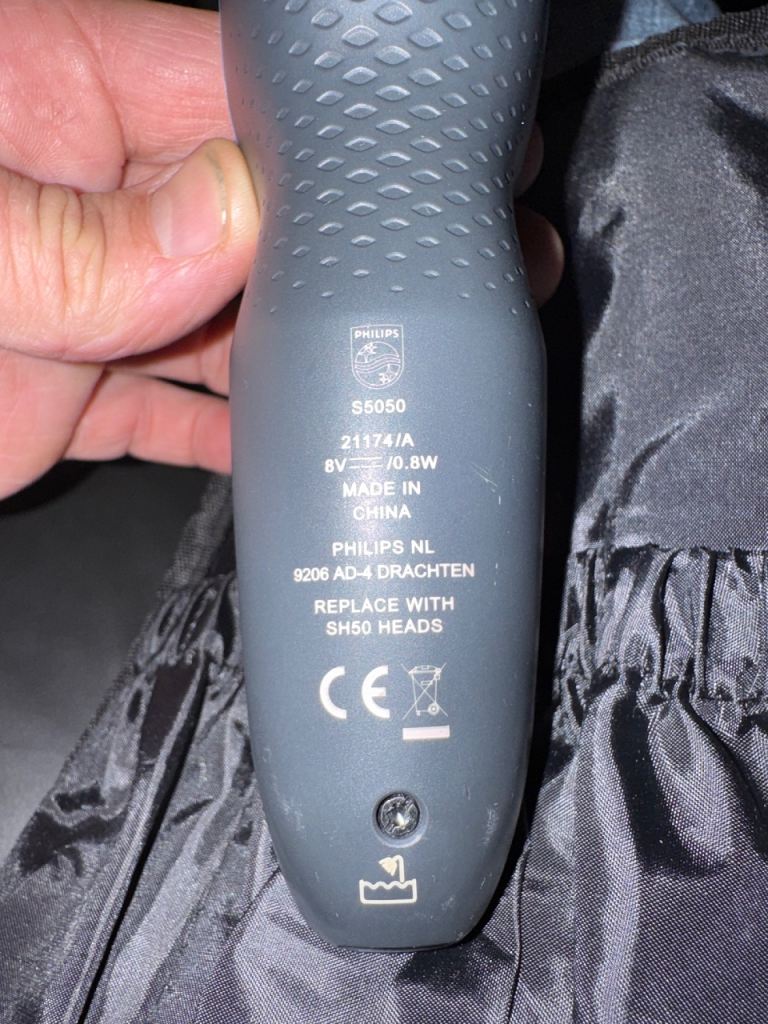 PHILIPS
S5050
21174/A
8V⎓/0.8W
MADE IN
CHINA
PHILIPS NL
9206 AD-4 DRACHTEN
REPLACE WITH
SH50 HEADS
CE